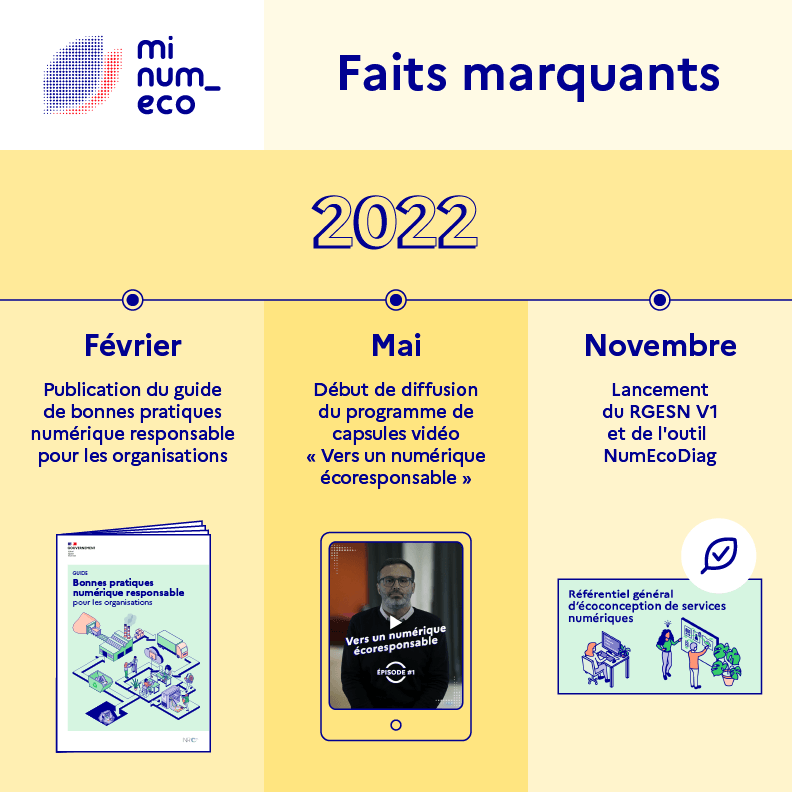 mi
num_
eco
Faits marquants
2022
Février
Publication du guide
de bonnes pratiques
numérique responsable
pour les organisations
GOUVERNEMENT
GUIDE
Bonnes pratiques
numérique responsable
pour les organisations
Mai
Début de diffusion
du programme de
capsules vidéo
« Vers un numérique
écoresponsable »
Vers un numérique
écoresponsable
ÉPISODE #1
Novembre
Lancement
du RGESN V1
et de l'outil
NumEcoDiag
Référentiel général
d'écoconception de services
numériques